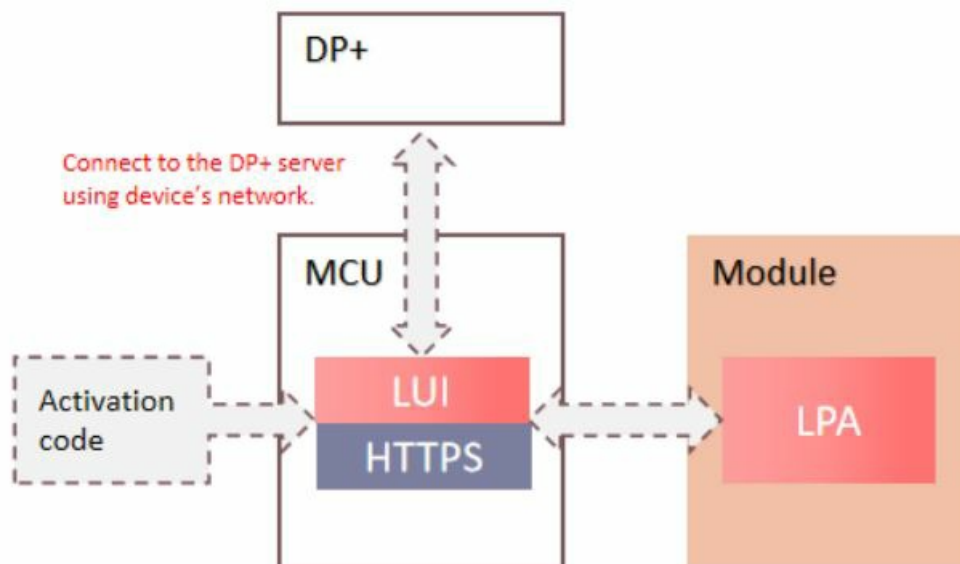 DP+
Connect to the DP+ server
using device's network.
MCU
Module
Activation
code
LUI
HTTPS
LPA